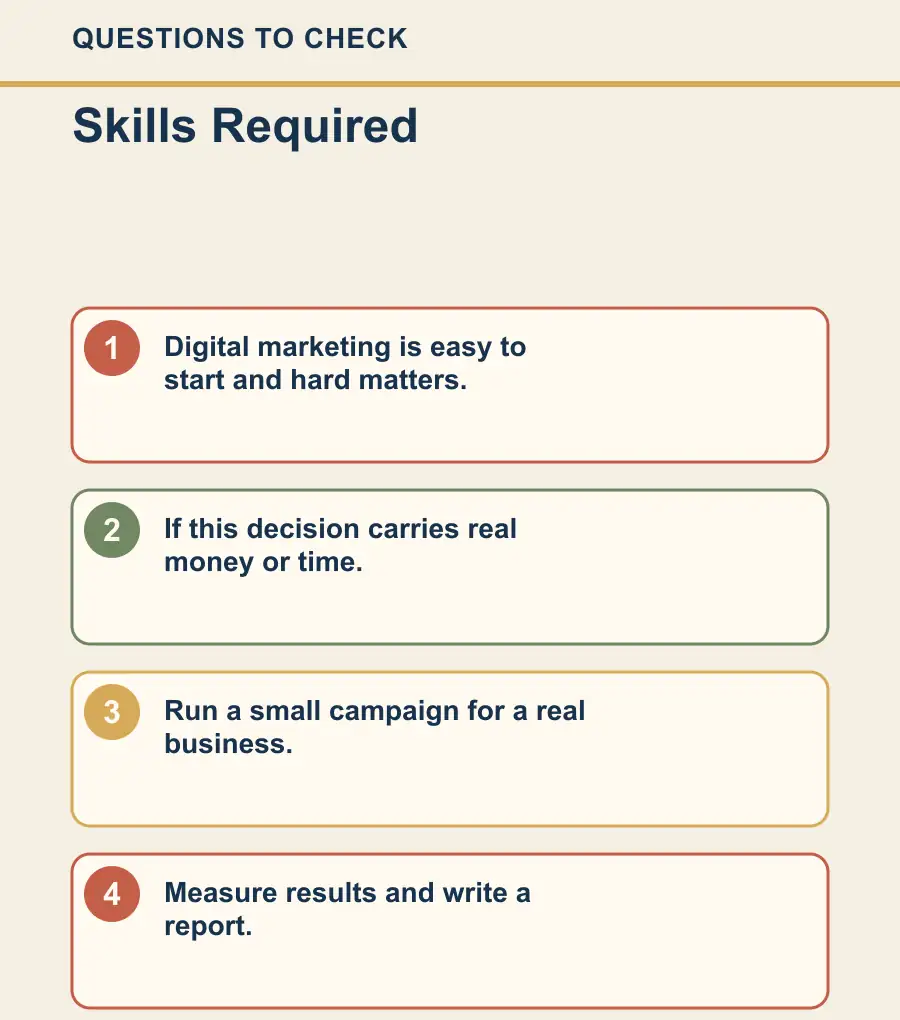 QUESTIONS TO CHECK
Skills Required
1
Digital marketing is easy to
start and hard matters.
2
If this decision carries real
money or time.
3
Run a small campaign for a real
business.
4
Measure results and write a
report.